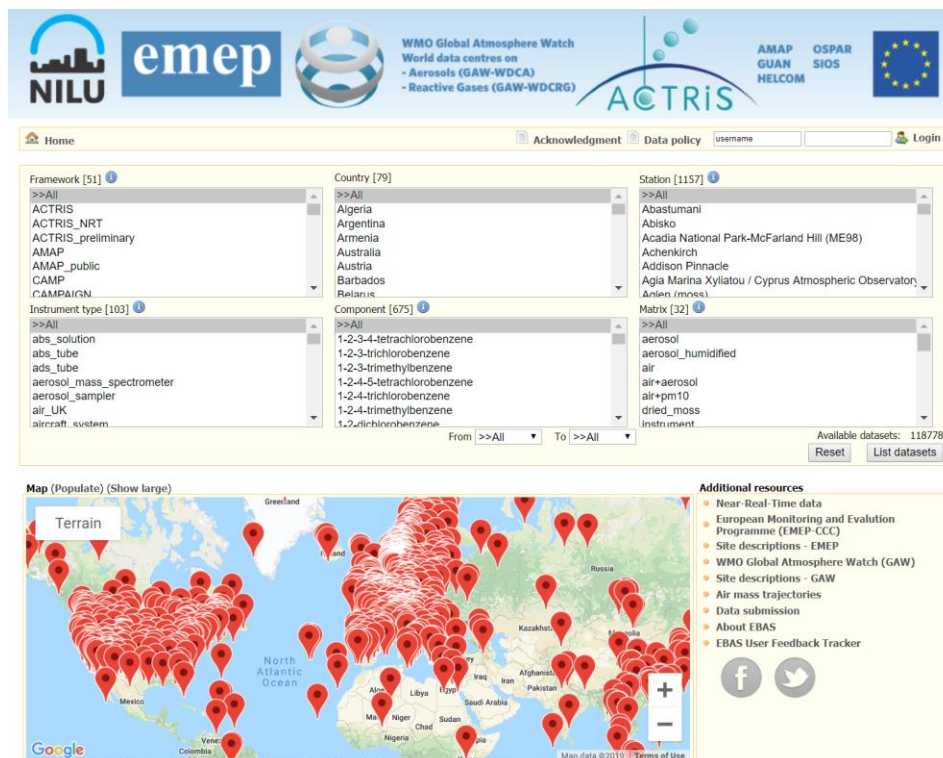 NILU
emep
WMO Global Atmosphere Watch
World data centres on
- Aerosols (GAW-WDCA)
- Reactive Gases (GAW-WDCRG)
ACTRiS
AMAP OSPAR
GUAN SIOS
HELCOM
Home
Acknowledgment Data policy username Login
Framework [51]
>>All
ACTRIS
ACTRIS_NRT
ACTRIS_preliminary
AMAP
AMAP_public
CAMP
CAMPAIGN
Country [79]
>>All
Algeria
Argentina
Armenia
Australia
Austria
Barbados
Belarus
Station [1157]
>>All
Abastumani
Abisko
Acadia National Park-McFarland Hill (ME98)
Achenkirch
Addison Pinnacle
Agia Marina Xyliatou / Cyprus Atmospheric Observatory
Aglen (moss)
Instrument type [103]
>>All
abs_solution
abs_tube
ads_tube
aerosol_mass_spectrometer
aerosol_sampler
air_UK
aircraft_system
Component [675]
>>All
1-2-3-4-tetrachlorobenzene
1-2-3-trichlorobenzene
1-2-3-trimethylbenzene
1-2-4-5-tetrachlorobenzene
1-2-4-trichlorobenzene
1-2-4-trimethylbenzene
1-2-dichlorobenzene
Matrix [32]
>>All
aerosol
aerosol_humidified
air
air+aerosol
air+pm10
dried_moss
instrument
From >>All To >>All
Available datasets: 118778
Reset List datasets
Map (Populate) (Show large)
Terrain
Greenland
Russia
Kazakhst
North
Atlantic
Ocean
Iraq
Iran
Afghanist
Pakistan
Libya
Saudi Arabia
Mexico
Niger
Chad
Sudan
Nigeria
Colombia
+
−
Google
Map data ©2019 Terms of Use
Additional resources
Near-Real-Time data
European Monitoring and Evalution
Programme (EMEP-CCC)
Site descriptions - EMEP
WMO Global Atmosphere Watch (GAW)
Site descriptions - GAW
Air mass trajectories
Data submission
About EBAS
EBAS User Feedback Tracker
f